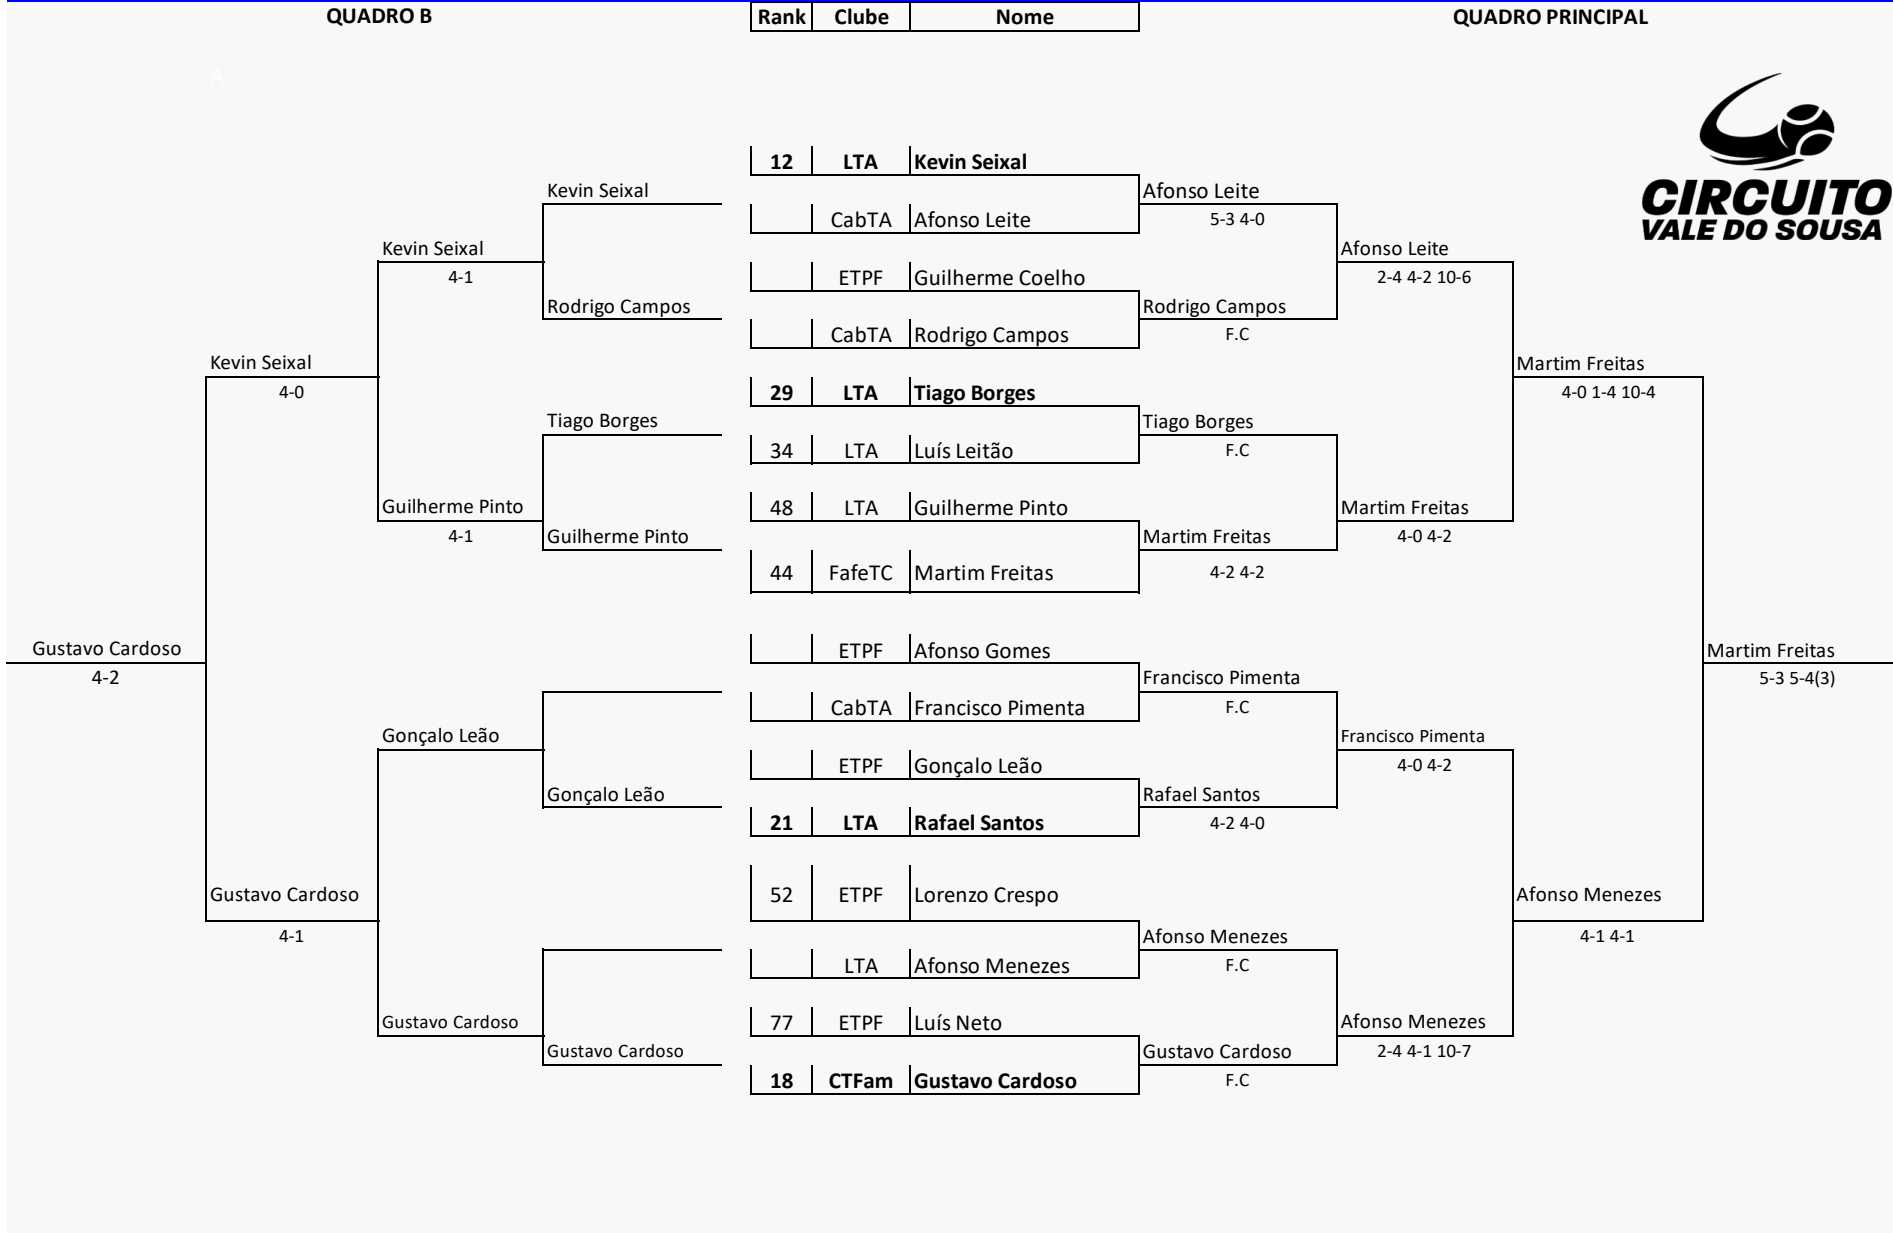 QUADRO B Rank Clube Nome QUADRO PRINCIPAL
A
12 LTA Kevin Seixal
Kevin Seixal Afonso Leite
CabTA Afonso Leite 5-3 4-0
CIRCUITO
VALE DO SOUSA
Kevin Seixal Afonso Leite
4-1 ETPF Guilherme Coelho 2-4 4-2 10-6
Rodrigo Campos Rodrigo Campos
CabTA Rodrigo Campos F.C
Kevin Seixal Martim Freitas
4-0 29 LTA Tiago Borges 4-0 1-4 10-4
Tiago Borges Tiago Borges
34 LTA Luís Leitão F.C
Guilherme Pinto 48 LTA Guilherme Pinto Martim Freitas
4-1 Guilherme Pinto Martim Freitas 4-0 4-2
44 FafeTC Martim Freitas 4-2 4-2
Gustavo Cardoso ETPF Afonso Gomes Martim Freitas
4-2 Francisco Pimenta 5-3 5-4(3)
CabTA Francisco Pimenta F.C
Gonçalo Leão Francisco Pimenta
ETPF Gonçalo Leão 4-0 4-2
Gonçalo Leão Rafael Santos
21 LTA Rafael Santos 4-2 4-0
Gustavo Cardoso 52 ETPF Lorenzo Crespo Afonso Menezes
4-1 Afonso Menezes 4-1 4-1
LTA Afonso Menezes F.C
Gustavo Cardoso 77 ETPF Luís Neto Afonso Menezes
Gustavo Cardoso Gustavo Cardoso 2-4 4-1 10-7
18 CTFam Gustavo Cardoso F.C